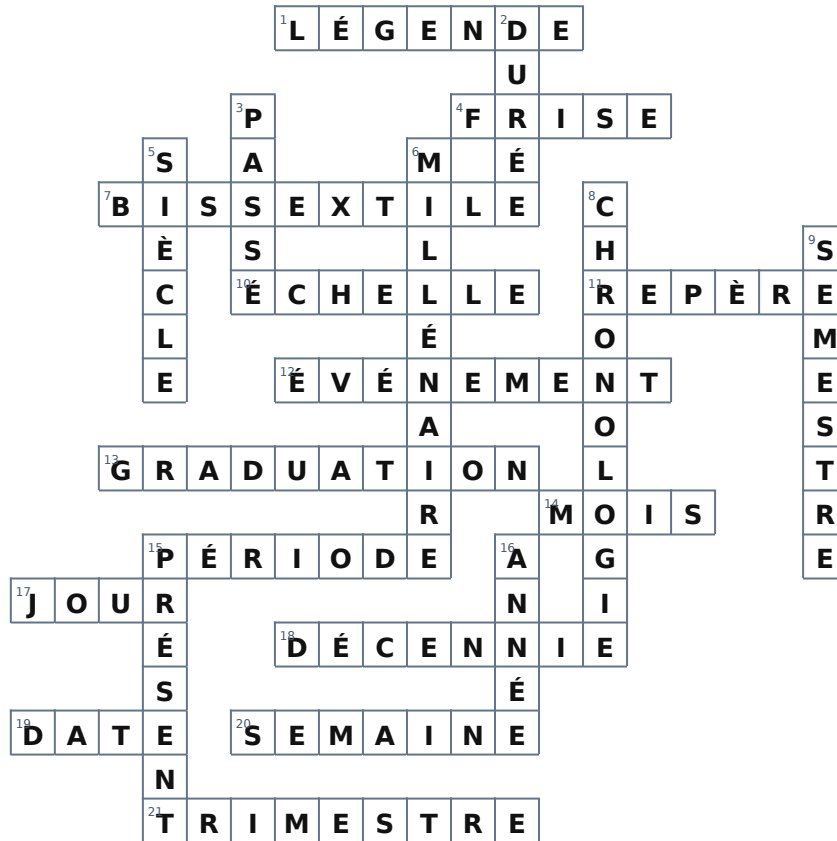 1 LÉGENDE
2 DURÉE
3 PASSÉ
4 FRISE
5 SIÈCLE
6 MILLÉNAIRE
7 BISSEXTILE
8 CHRONOLOGIE
9 SEMESTRE
10 ÉCHELLE
11 REPÈRE
12 ÉVÉNEMENT
13 GRADUATION
14 MOIS
15 PÉRIODE
PRÉSENT
16 ANNÉE
17 JOUR
18 DÉCENNIE
19 DATE
20 SEMAINE
21 TRIMESTRE